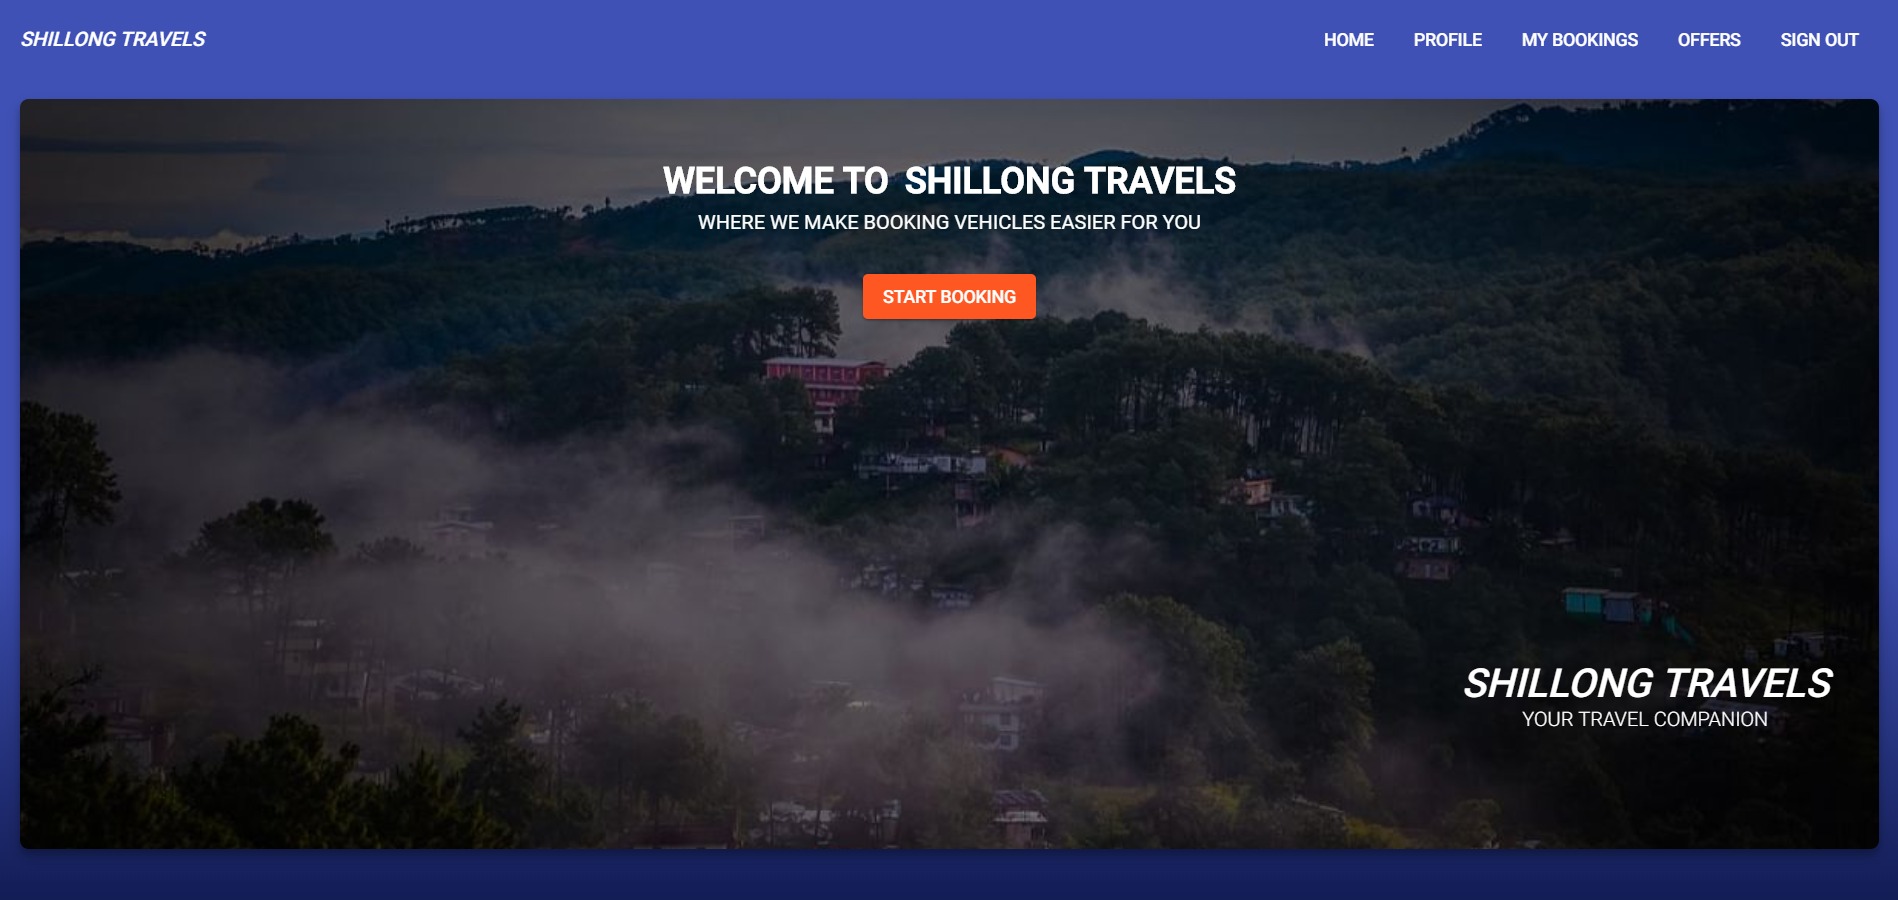 SHILLONG TRAVELS
HOME PROFILE MY BOOKINGS OFFERS SIGN OUT
WELCOME TO SHILLONG TRAVELS
WHERE WE MAKE BOOKING VEHICLES EASIER FOR YOU
START BOOKING
SHILLONG TRAVELS
YOUR TRAVEL COMPANION